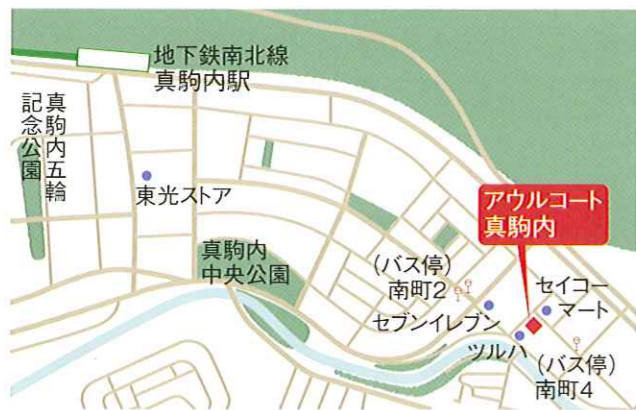 地下鉄南北線
真駒内駅
真駒内五輪
記念公園
東光ストア
真駒内
中央公園
アウルコート
真駒内
(バス停)
南町2
セブンイレブン
セイコー
マート
ツルハ
(バス停)
南町4